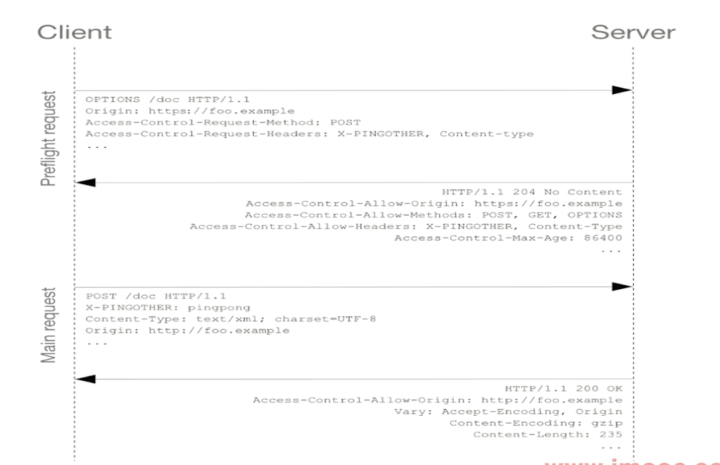 Client
Server
Preflight request
OPTIONS /doc HTTP/1.1
Origin: https://foo.example
Access-Control-Request-Method: POST
Access-Control-Request-Headers: X-PINGOTHER, Content-type
...
HTTP/1.1 204 No Content
Access-Control-Allow-Origin: https://foo.example
Access-Control-Allow-Methods: POST, GET, OPTIONS
Access-Control-Allow-Headers: X-PINGOTHER, Content-Type
Access-Control-Max-Age: 86400
...
Main request
POST /doc HTTP/1.1
X-PINGOTHER: pingpong
Content-Type: text/xml; charset=UTF-8
Origin: http://foo.example
...
HTTP/1.1 200 OK
Access-Control-Allow-Origin: http://foo.example
Vary: Accept-Encoding, Origin
Content-Encoding: gzip
Content-Length: 235
...